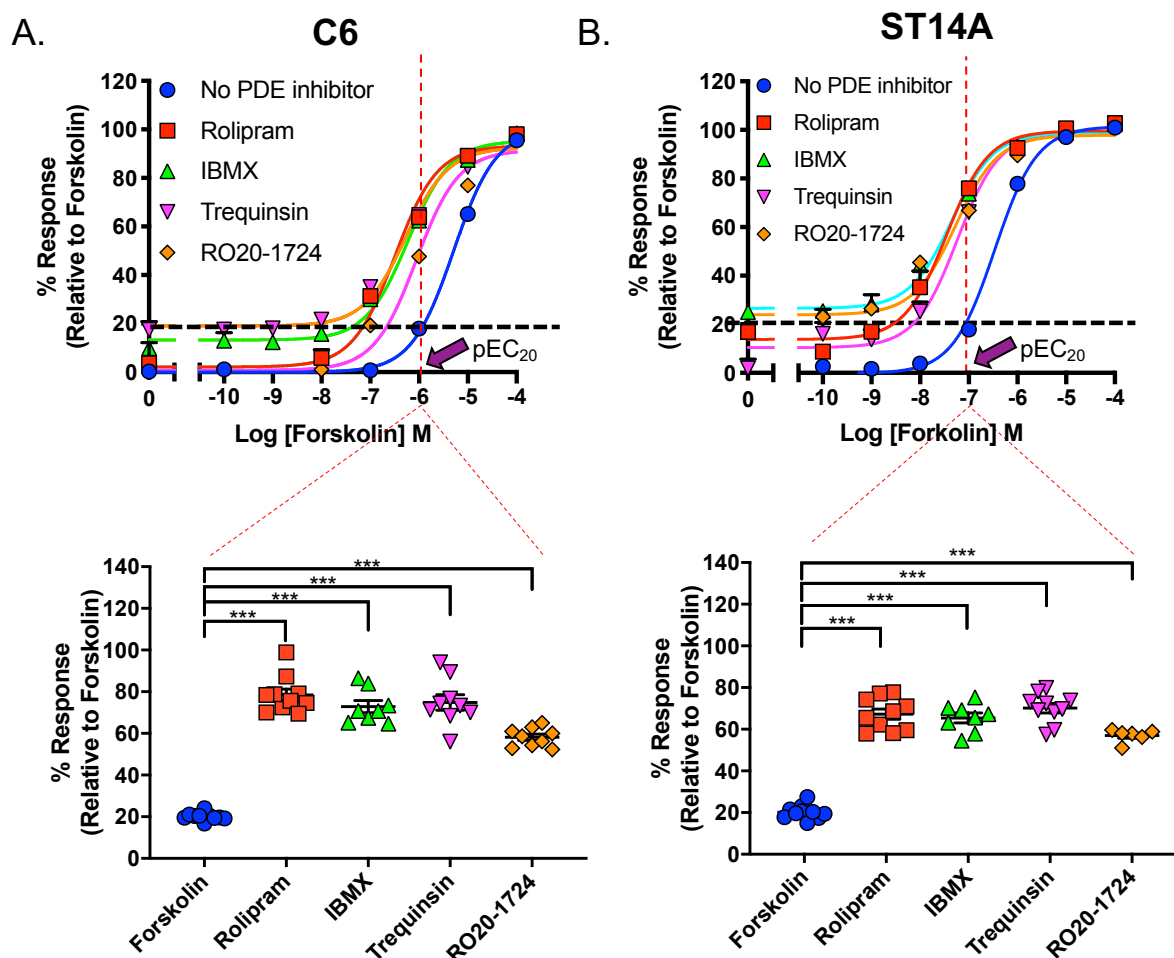 A.
C6
% Response
(Relative to Forskolin)
120
100
80
60
40
20
0
No PDE inhibitor
Rolipram
IBMX
Trequinsin
RO20-1724
pEC20
0
-10
-9
-8
-7
-6
-5
-4
Log [Forskolin] M
B.
ST14A
% Response
(Relative to Forskolin)
120
100
80
60
40
20
0
No PDE inhibitor
Rolipram
IBMX
Trequinsin
RO20-1724
pEC20
0
-10
-9
-8
-7
-6
-5
-4
Log [Forkolin] M
% Response
(Relative to Forskolin)
140
120
100
80
60
40
20
0
***
***
***
***
Forskolin
Rolipram
IBMX
Trequinsin
RO20-1724
% Response
(Relative to Forskolin)
140
120
100
80
60
40
20
0
***
***
***
***
Forskolin
Rolipram
IBMX
Trequinsin
RO20-1724